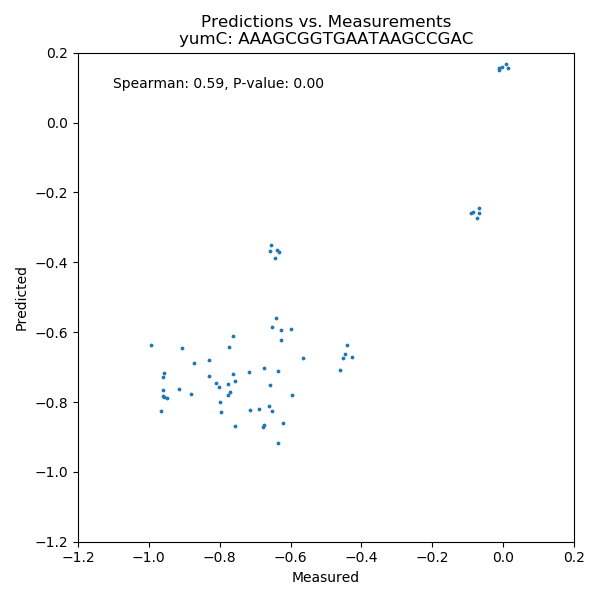 Predictions vs. Measurements
yumC: AAAGCGGTGAATAAGCCGAC
Spearman: 0.59, P-value: 0.00
0.2
0.0
−0.2
−0.4
−0.6
−0.8
−1.0
−1.2
Predicted
−1.2 −1.0 −0.8 −0.6 −0.4 −0.2 0.0 0.2
Measured